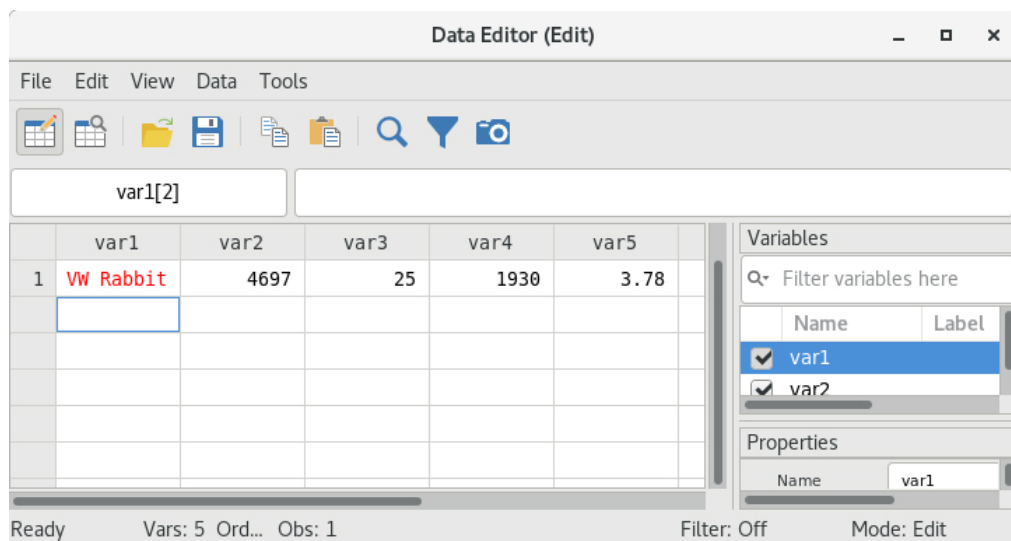 Data Editor (Edit)
File Edit View Data Tools
var1[2]
var1 var2 var3 var4 var5
1 VW Rabbit 4697 25 1930 3.78
Variables
Filter variables here
Name Label
var1
var2
Properties
Name var1
Ready Vars: 5 Ord... Obs: 1 Filter: Off Mode: Edit